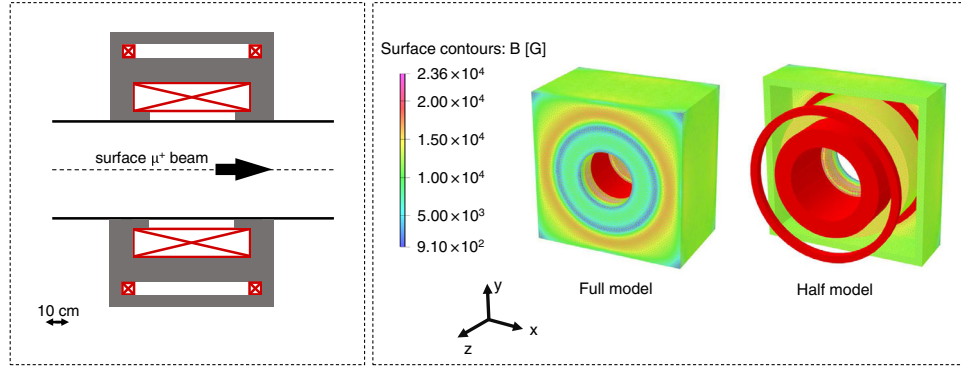 surface μ⁺ beam
10 cm
Surface contours: B [G]
2.36 × 10⁴
2.00 × 10⁴
1.50 × 10⁴
1.00 × 10⁴
5.00 × 10³
9.10 × 10²
Full model
Half model
y
x
z